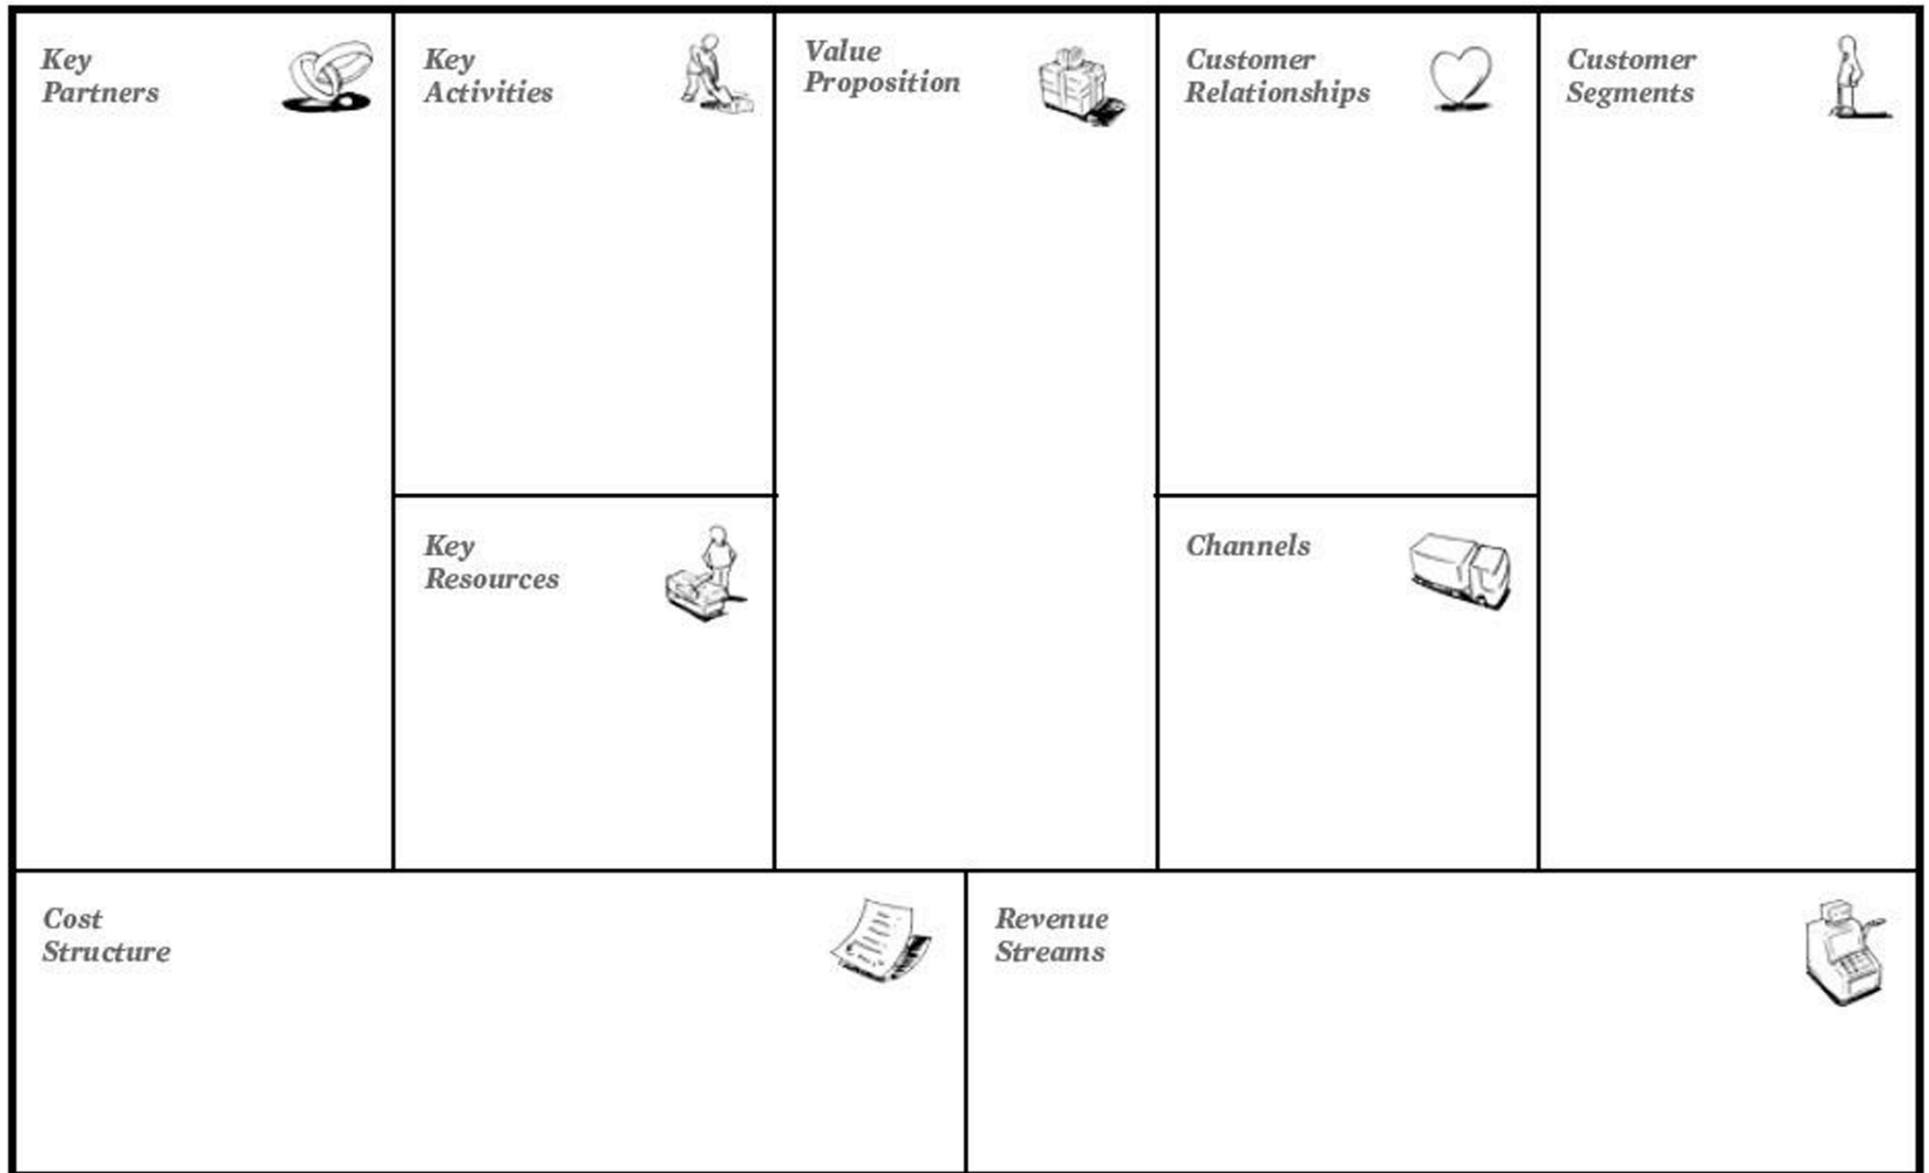 Key
Partners
Key
Activities
Value
Proposition
Customer
Relationships
Customer
Segments
Key
Resources
Channels
Cost
Structure
Revenue
Streams